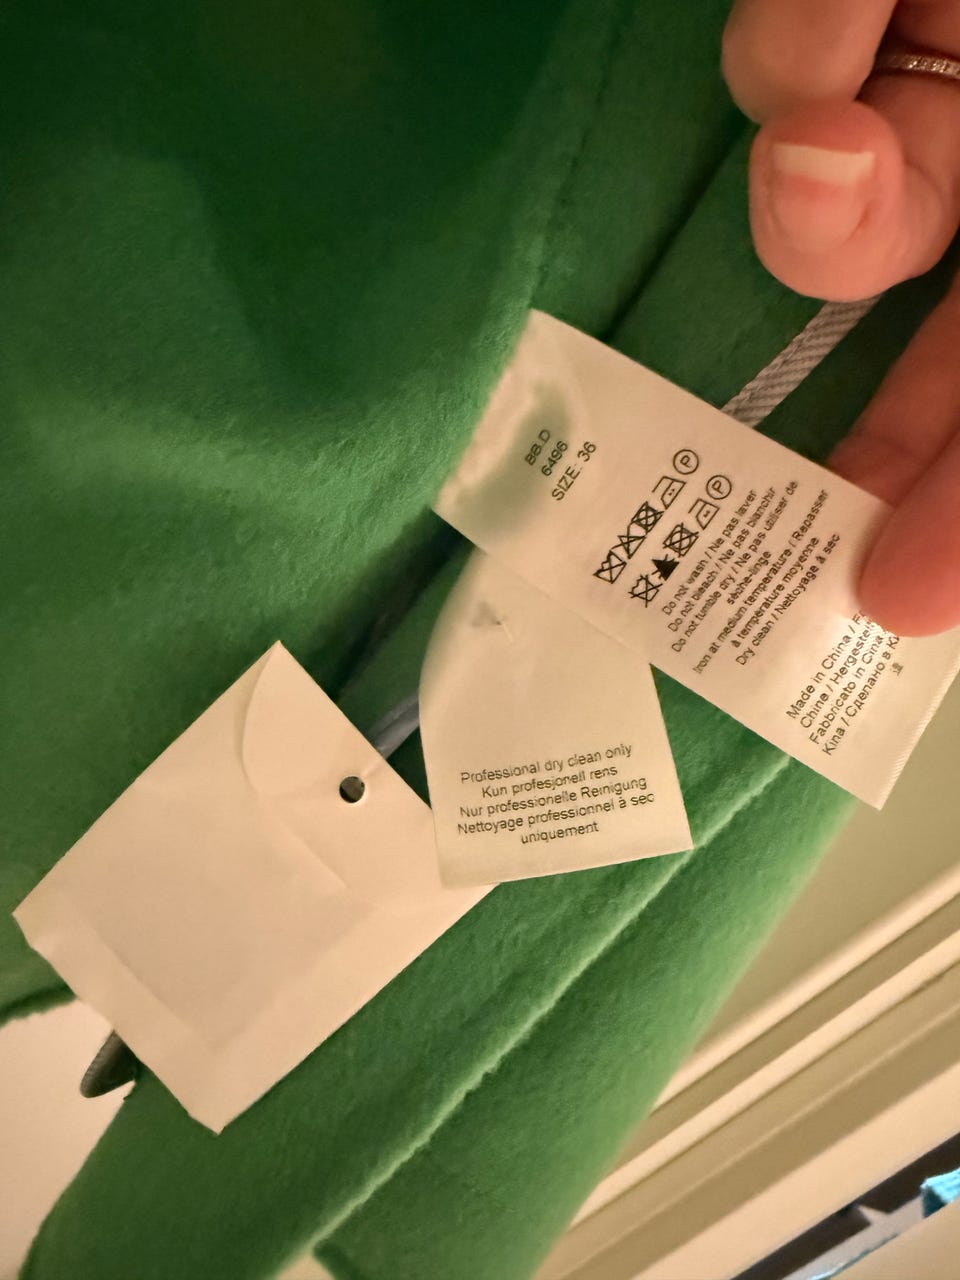 BB.D
6496
SIZE: 36
Do not wash / Ne pas laver
Do not bleach / Ne pas blanchir
Do not tumble dry / Ne pas utiliser de
sèche-linge
Iron at medium temperature / Repasser
à température moyenne
Dry clean / Nettoyage à sec
Made in China /
Chine /
Fabbricato in Cina
Kina / Сделано в
Professional dry clean only
Kun profesjonell rens
Nur professionelle Reinigung
Nettoyage professionnel à sec
uniquement